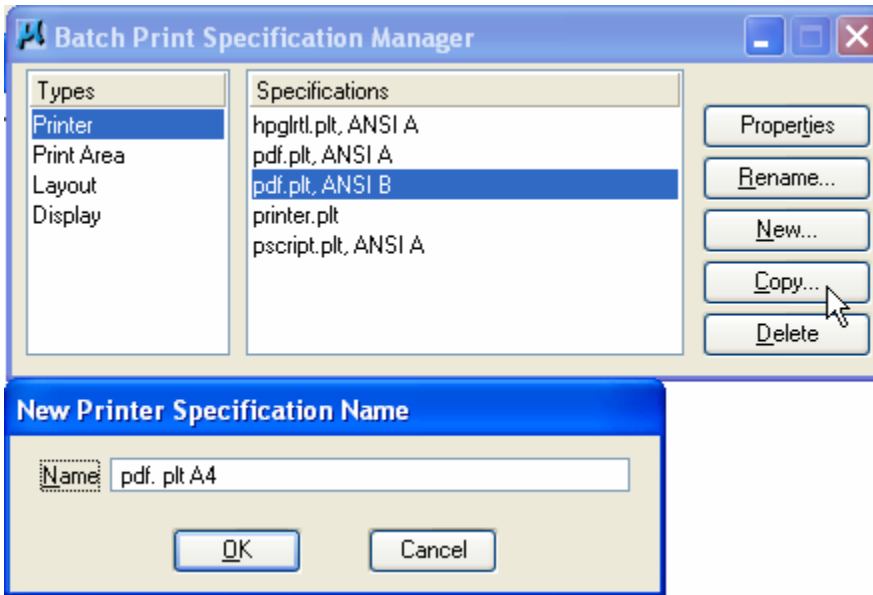 Batch Print Specification Manager
Types
Specifications
Printer
Print Area
Layout
Display
hpglrtl.plt, ANSI A
pdf.plt, ANSI A
pdf.plt, ANSI B
printer.plt
pscript.plt, ANSI A
Properties
Rename...
New...
Copy...
Delete
New Printer Specification Name
Name pdf. plt A4
OK
Cancel